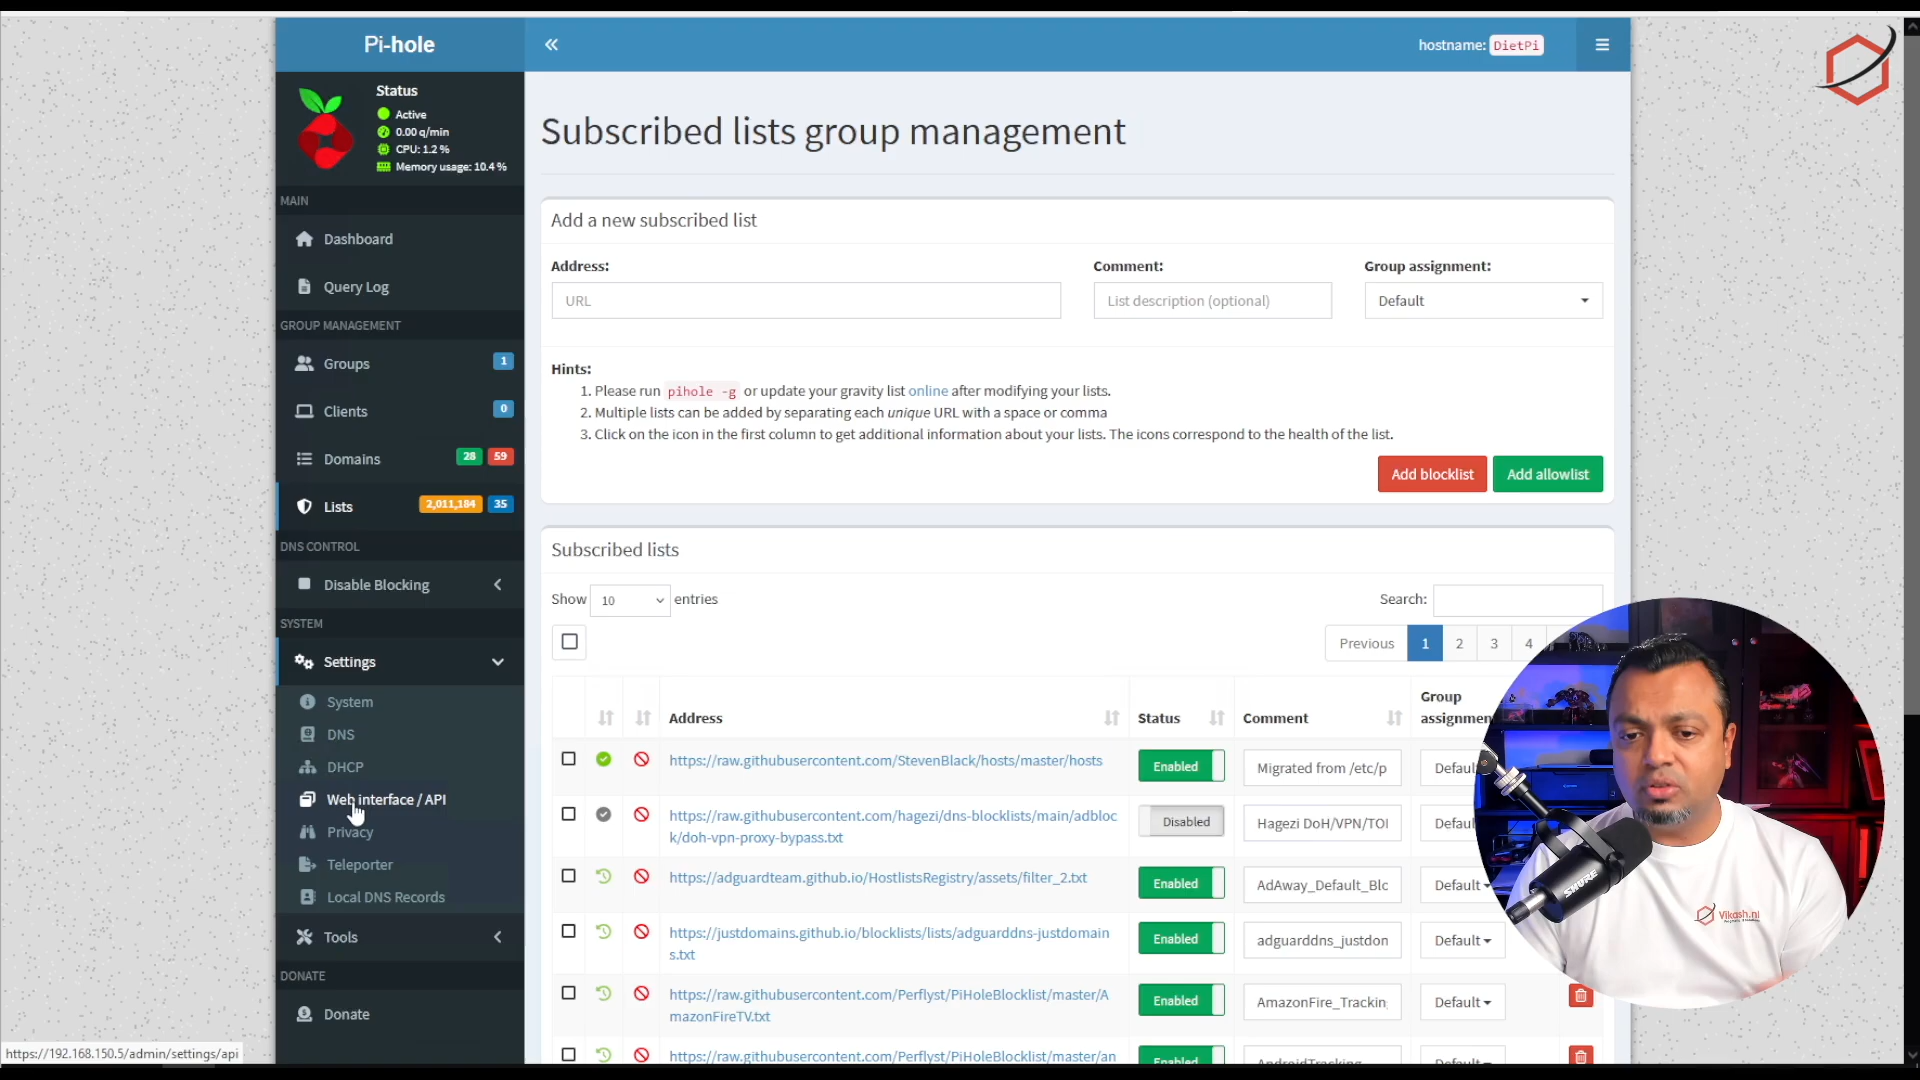 Pi-hole
hostname: DietPi
Status
Active
0.00 q/min
CPU: 1.2 %
Memory usage: 10.4 %
MAIN
Dashboard
Query Log
GROUP MANAGEMENT
Groups 1
Clients 0
Domains 28 59
Lists 2,011,184 35
DNS CONTROL
Disable Blocking
SYSTEM
Settings
System
DNS
DHCP
Web interface / API
Privacy
Teleporter
Local DNS Records
Tools
DONATE
Donate
https://192.168.150.5/admin/settings/api
Subscribed lists group management
Add a new subscribed list
Address: Comment: Group assignment:
URL List description (optional) Default
Hints:
1. Please run pihole -g or update your gravity list online after modifying your lists.
2. Multiple lists can be added by separating each unique URL with a space or comma
3. Click on the icon in the first column to get additional information about your lists. The icons correspond to the health of the list.
Add blocklist Add allowlist
Subscribed lists
Show 10 entries Search:
Previous 1 2 3 4
Address Status Comment Group
assignmen
https://raw.githubusercontent.com/StevenBlack/hosts/master/hosts Enabled Migrated from /etc/p Defaul
https://raw.githubusercontent.com/hagezi/dns-blocklists/main/adbloc
k/doh-vpn-proxy-bypass.txt Disabled Hagezi DoH/VPN/TOI Defaul
https://adguardteam.github.io/HostlistsRegistry/assets/filter_2.txt Enabled AdAway_Default_Blc Default
https://justdomains.github.io/blocklists/lists/adguarddns-justdomain
s.txt Enabled adguarddns_justdon Default
https://raw.githubusercontent.com/Perflyst/PiHoleBlocklist/master/A
mazonFireTV.txt Enabled AmazonFire_Trackin Default
https://raw.githubusercontent.com/Perflyst/PiHoleBlocklist/master/an Enabled AndroidTracking Default
SHURE
Vikash.nl